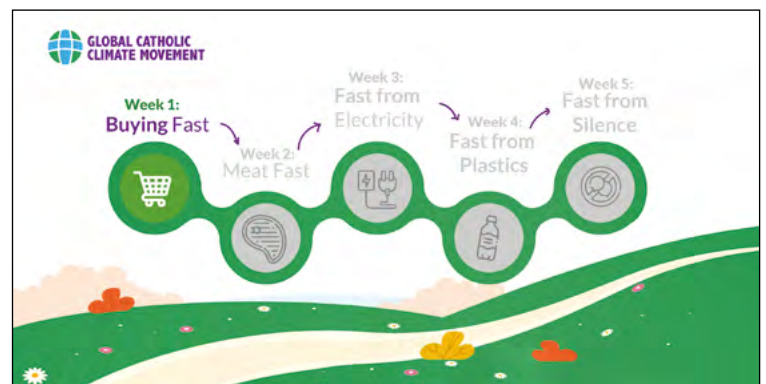 GLOBAL CATHOLIC
CLIMATE MOVEMENT
Week 1:
Buying Fast
Week 2:
Meat Fast
Week 3:
Fast from
Electricity
Week 4:
Fast from
Plastics
Week 5:
Fast from
Silence